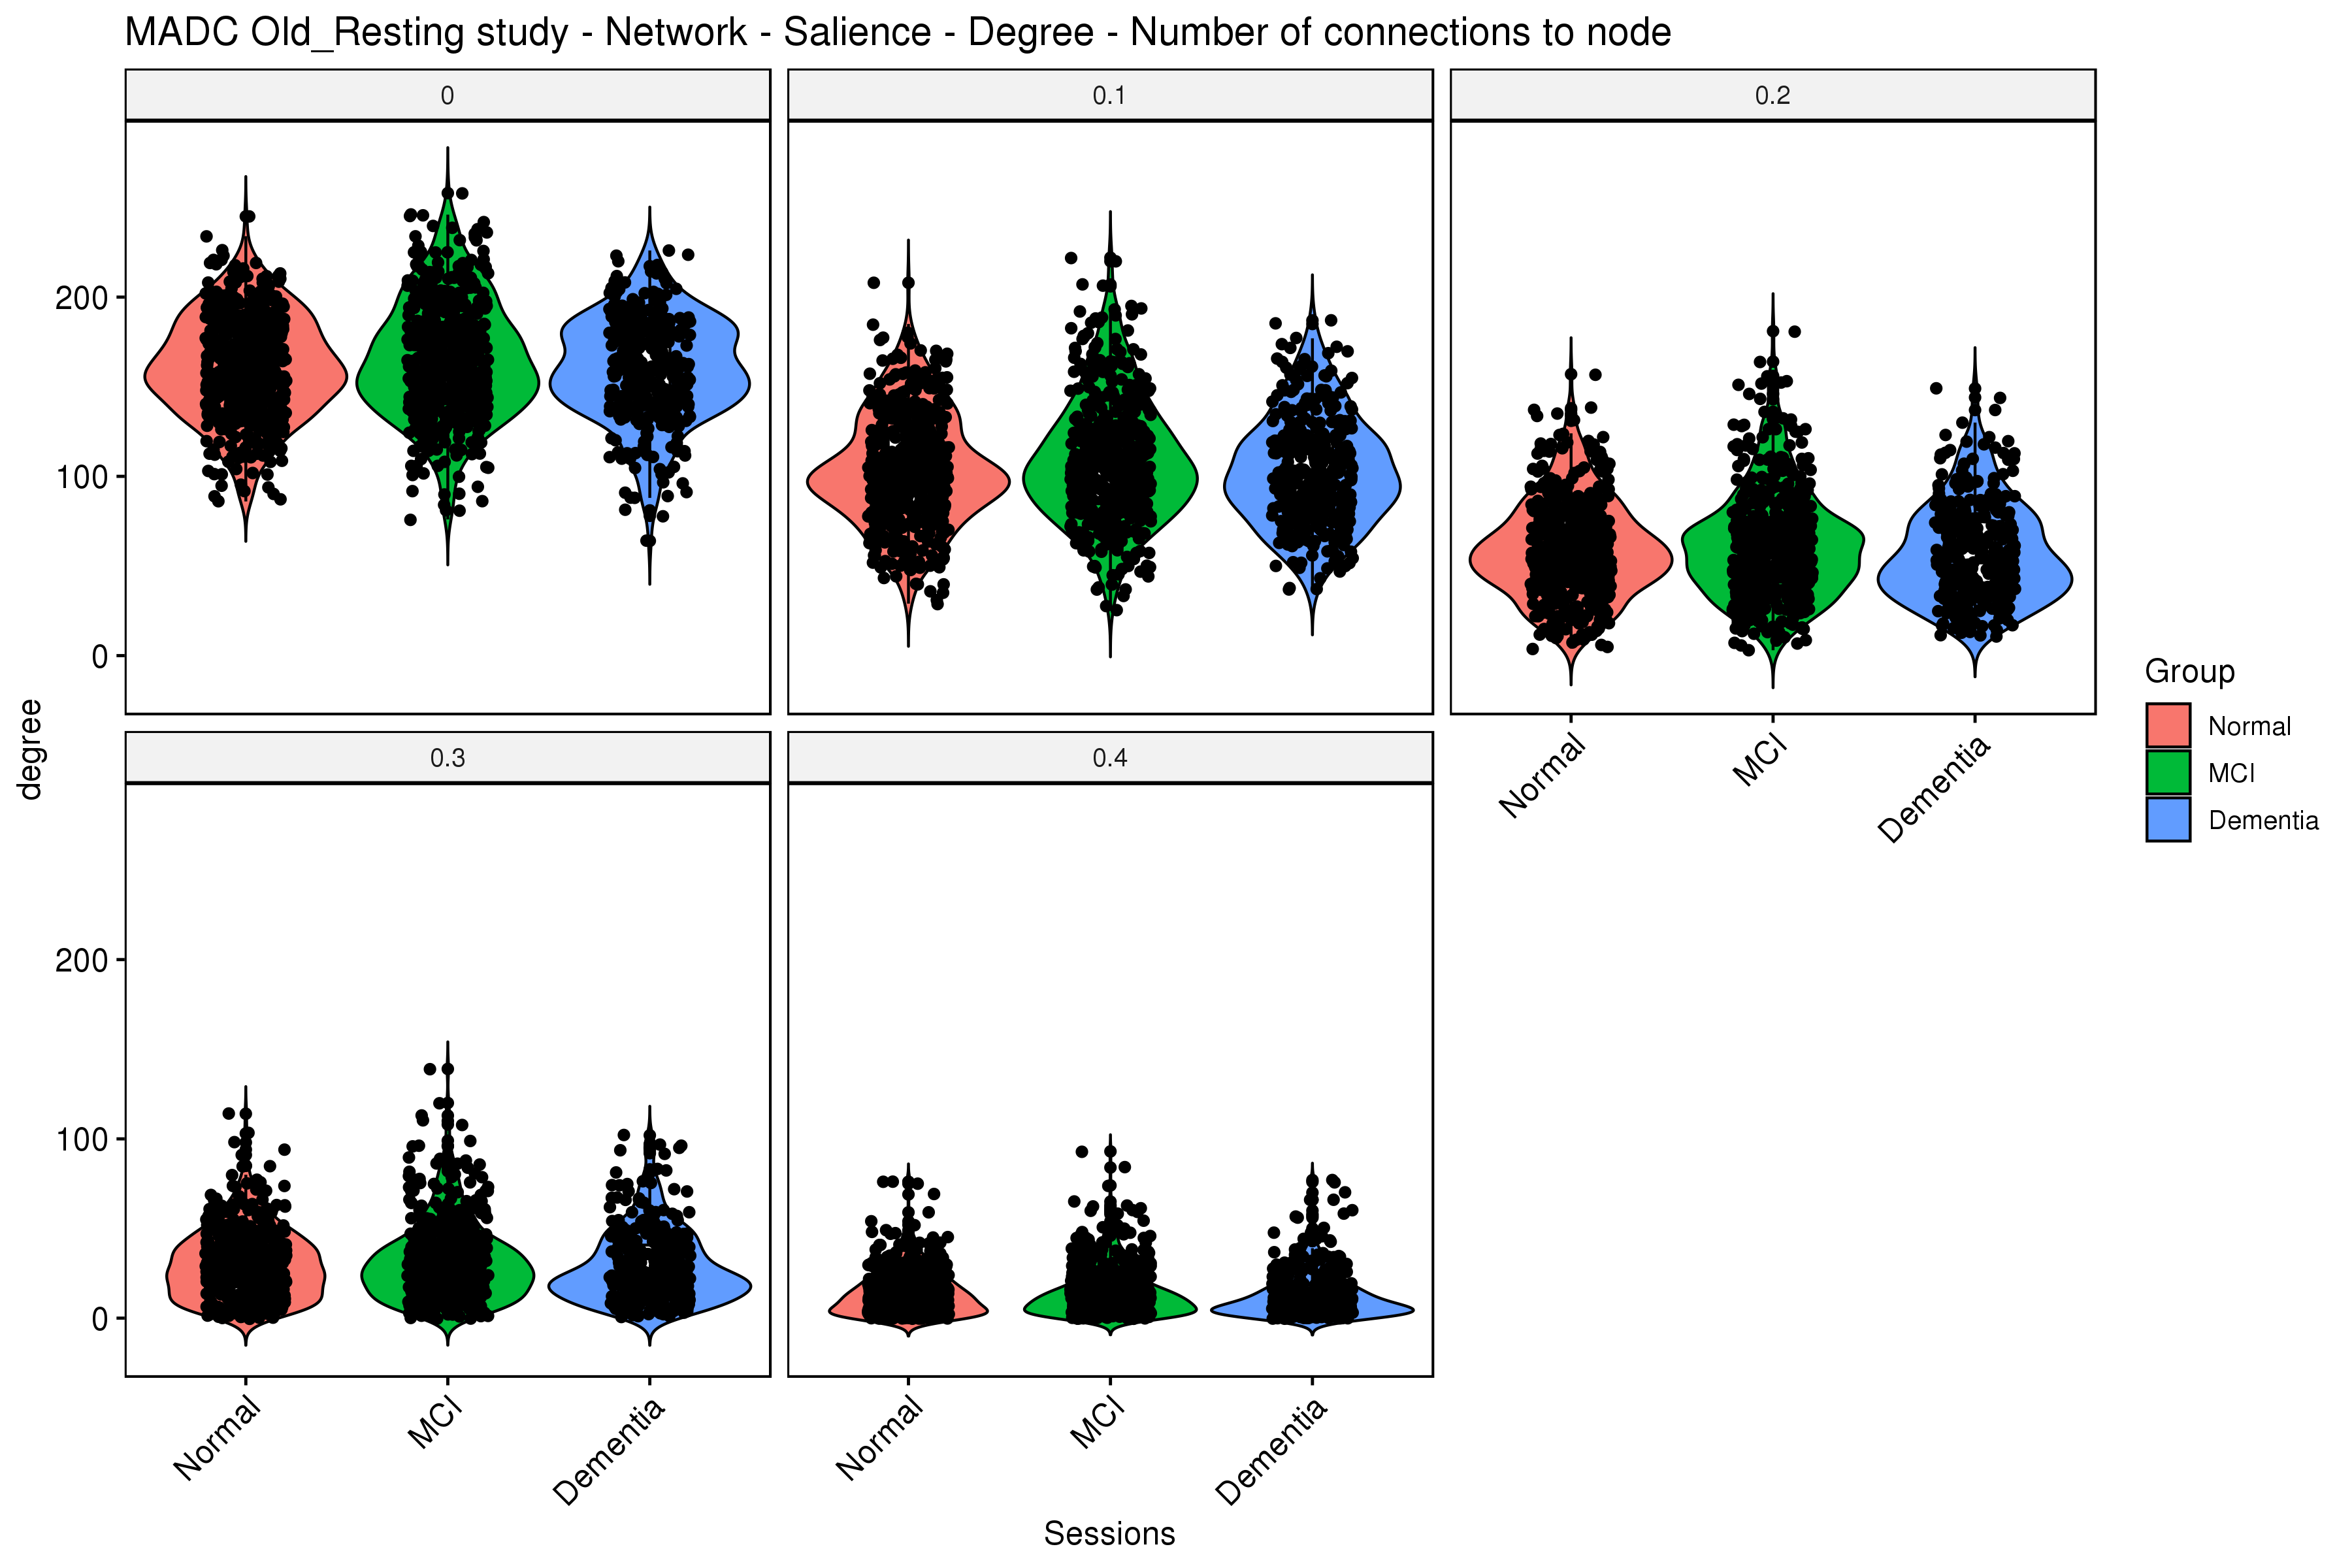 MADC Old_Resting study - Network - Salience - Degree - Number of connections to node
0
0.1
0.2
200
100
0
Normal
MCI
Dementia
degree
Group
Normal
MCI
Dementia
0.3
0.4
200
100
0
Normal
MCI
Dementia
Normal
MCI
Dementia
Sessions